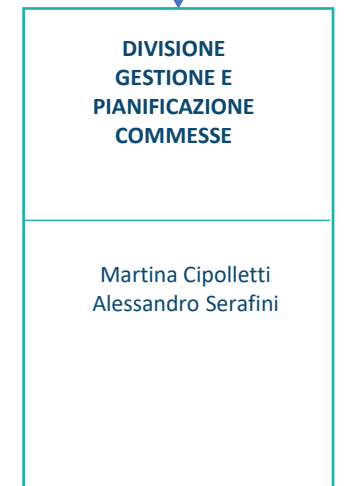 DIVISIONE
GESTIONE E
PIANIFICAZIONE
COMMESSE
Martina Cipolletti
Alessandro Serafini